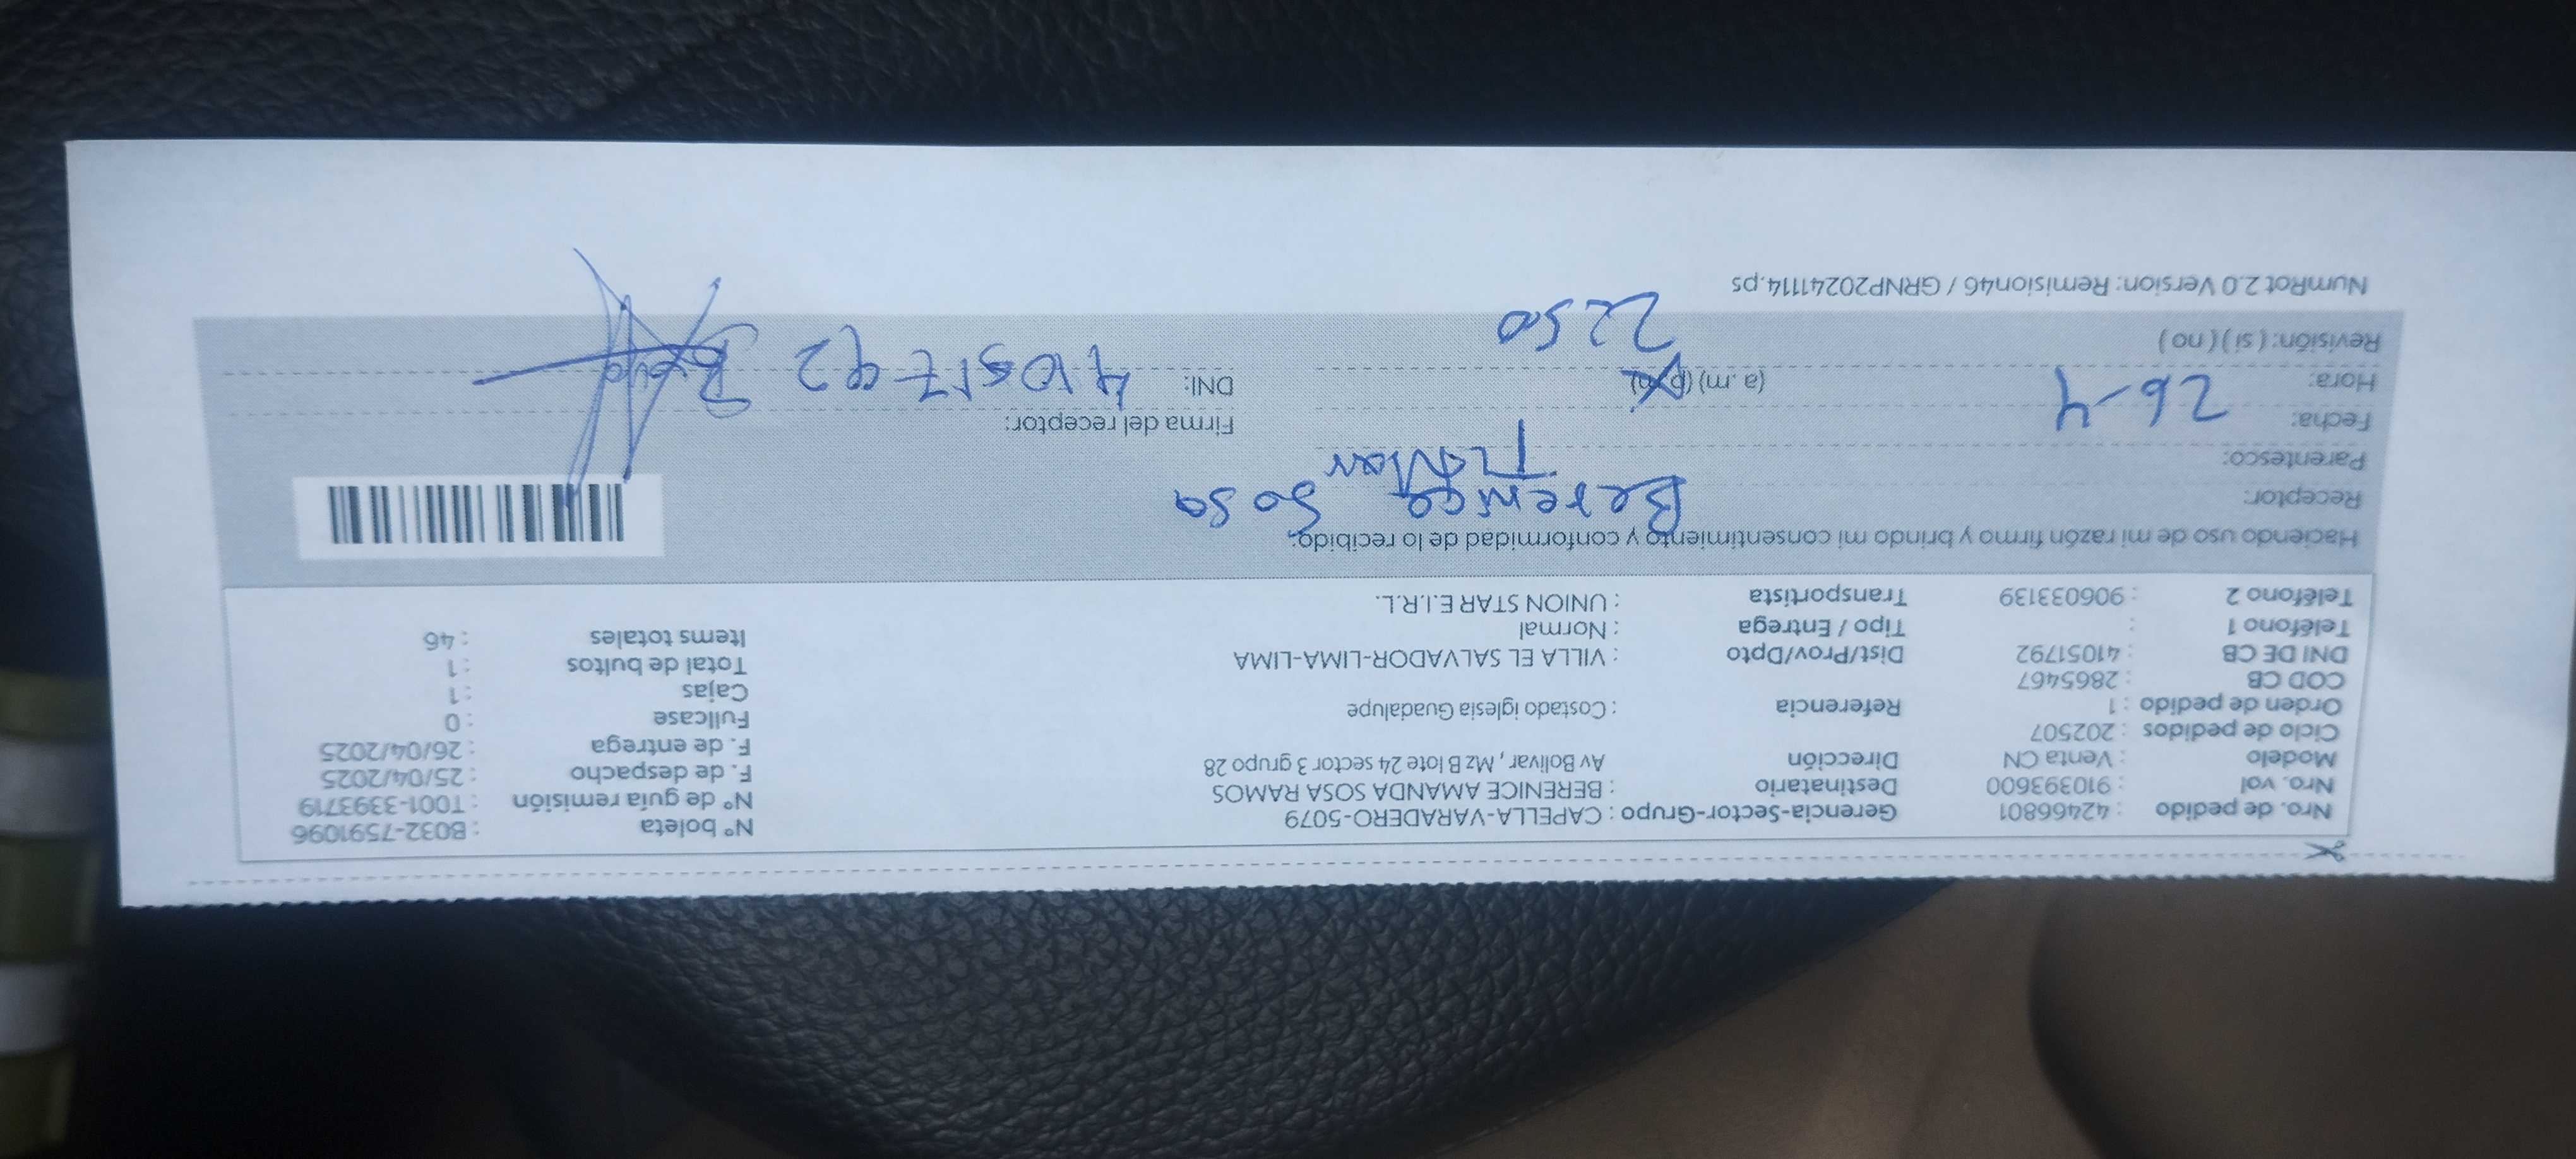 Nro. de pedido : 42466801 Gerencia-Sector-Grupo : CAPELLA-VARADERO-5079 N° boleta : B032-7591096
Nro. vol : 910393600 Destinatario : BERENICE AMANDA SOSA RAMOS N° de guía remisión : T001-3393719
Modelo : Venta CN Dirección Av Bolivar , Mz B lote 24 sector 3 grupo 28 F. de despacho : 25/04/2025
Ciclo de pedidos : 202507 F. de entrega : 26/04/2025
Orden de pedido : 1 Referencia : Costado iglesia Guadalupe Fullcase : 0
COD CB : 2865467 Cajas : 1
DNI DE CB : 41051792 Dist/Prov/Dpto : VILLA EL SALVADOR-LIMA-LIMA Total de bultos : 1
Teléfono 1 : Tipo / Entrega : Normal Items totales : 46
Teléfono 2 : 906033139 Transportista : UNION STAR E.I.R.L.
Haciendo uso de mi razón firmo y brindo mi consentimiento y conformidad de lo recibido.
Receptor: Berenice Sosa
Parentesco: Titular
Fecha: 26-4 Firma del receptor:
Hora: (a .m) (p .m) DNI: 41051792
Revisión: ( si ) ( no ) 2250
NumRot 2.0 Version: Remision46 / GRNP20241114.ps